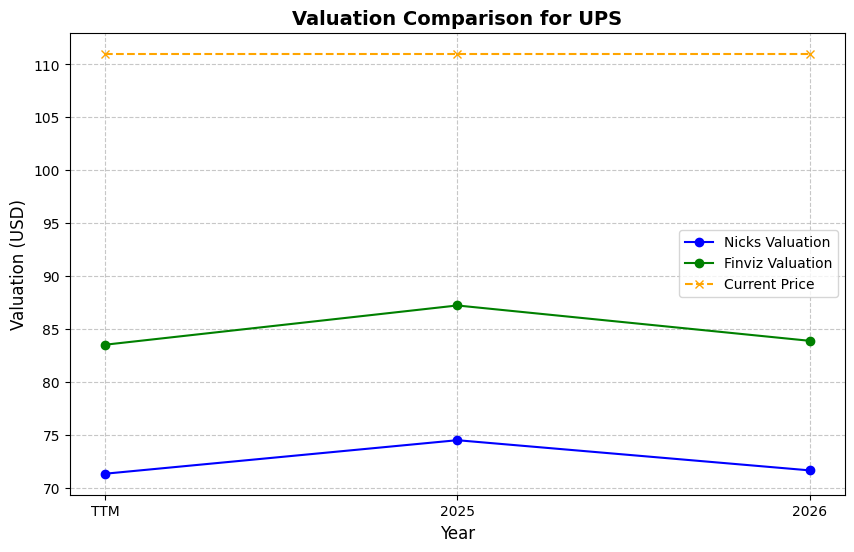 Valuation Comparison for UPS
Valuation (USD)
110
105
100
95
90
85
80
75
70
Nicks Valuation
Finviz Valuation
Current Price
TTM
2025
2026
Year